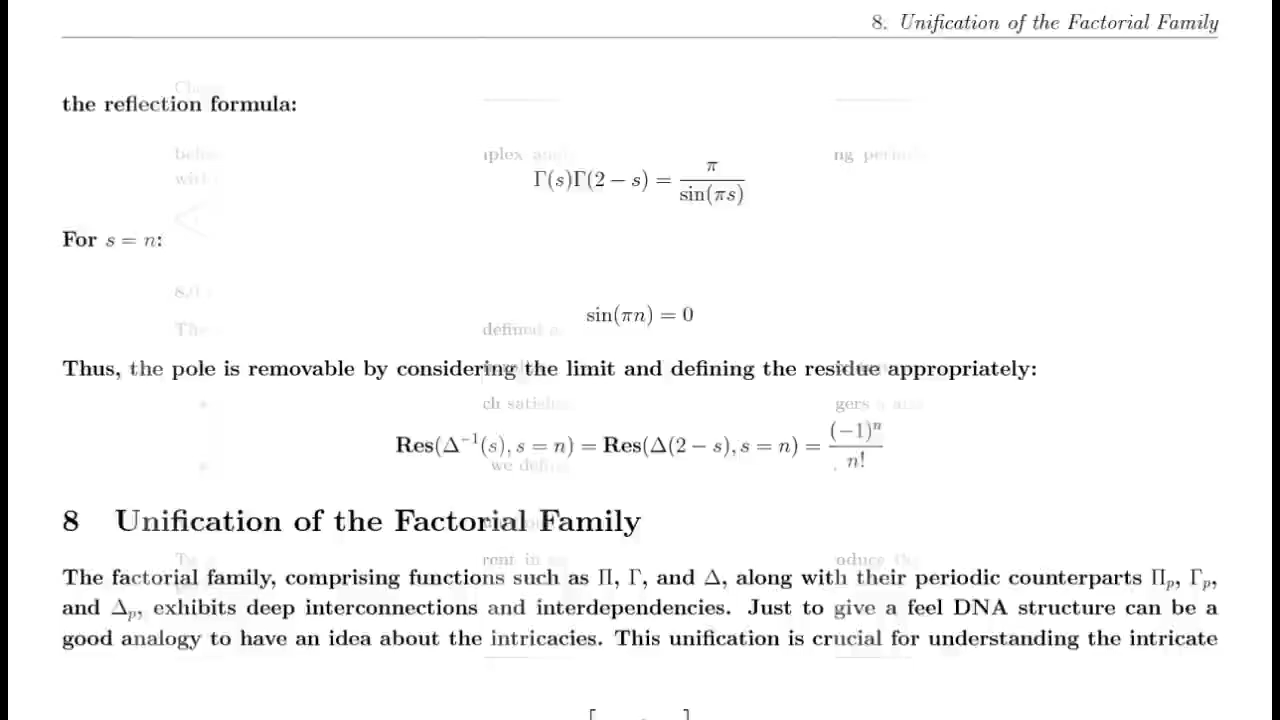 8. Unification of the Factorial Family
the reflection formula:
Γ(s)Γ(2 − s) = π / sin(πs)
For s = n:
sin(πn) = 0
Thus, the pole is removable by considering the limit and defining the residue appropriately:
Res(Δ⁻¹(s), s = n) = Res(Δ(2 − s), s = n) = (−1)ⁿ / n!
8 Unification of the Factorial Family
The factorial family, comprising functions such as Π, Γ, and Δ, along with their periodic counterparts Πₚ, Γₚ,
and Δₚ, exhibits deep interconnections and interdependencies. Just to give a feel DNA structure can be a
good analogy to have an idea about the intricacies. This unification is crucial for understanding the intricate